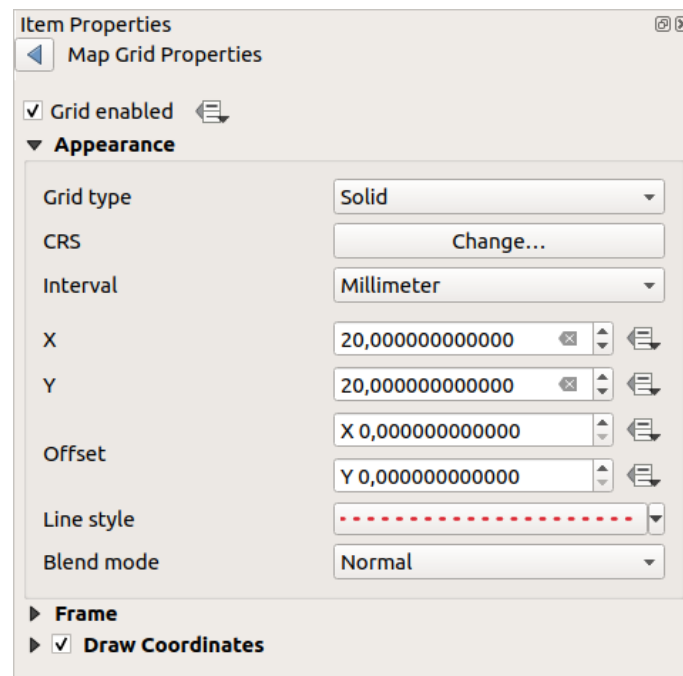 Item Properties
Map Grid Properties
Grid enabled
Appearance
Grid type Solid
CRS Change...
Interval Millimeter
X 20,000000000000
Y 20,000000000000
Offset X 0,000000000000
Y 0,000000000000
Line style
Blend mode Normal
Frame
Draw Coordinates